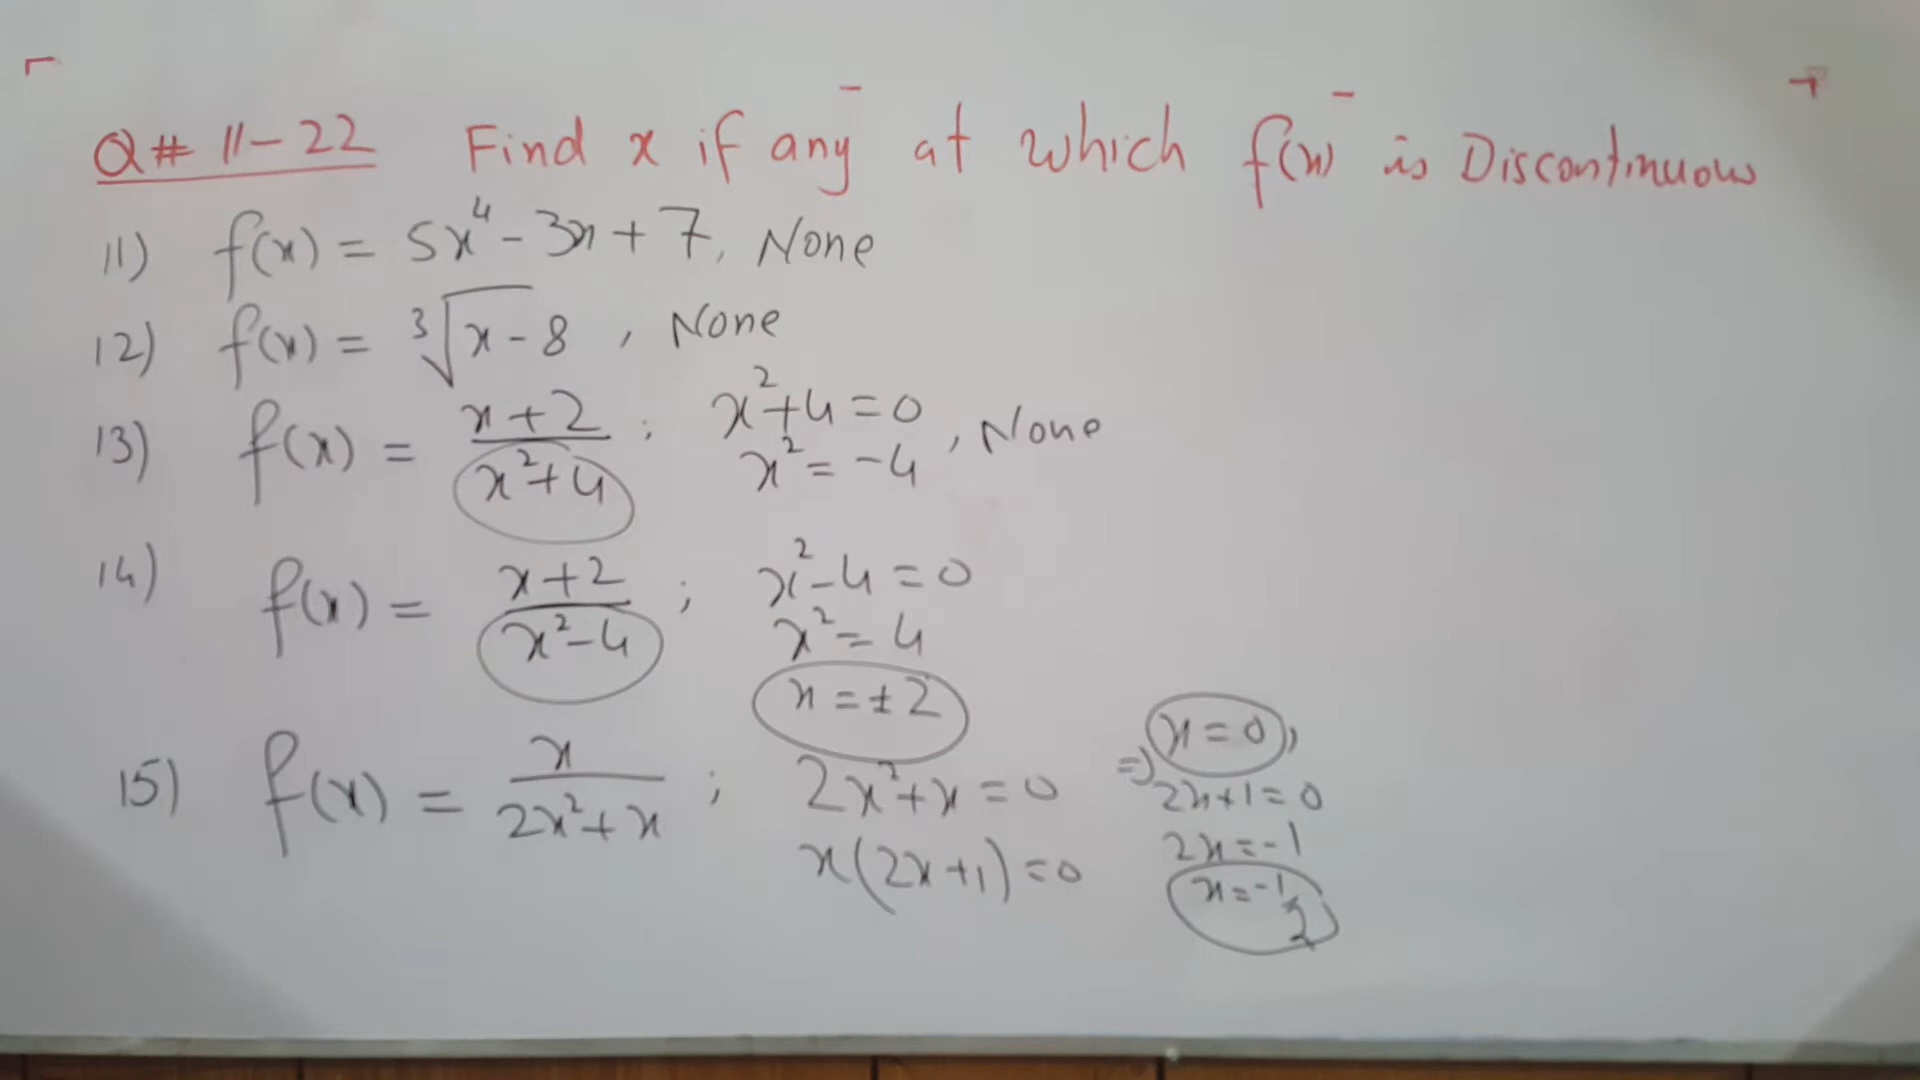 Q# 11-22 Find x if any at which f(x) is Discontinuous
11) f(x) = 5x⁴ - 3x + 7, None
12) f(x) = ³√x - 8 , None
13) f(x) = x+2 / x²+4 ; x²+4 = 0
x² = -4 , None
14) f(x) = x+2 / x²-4 ; x²-4 = 0
x² = 4
x = ±2
15) f(x) = x / 2x²+x ; 2x²+x = 0
x(2x+1) = 0
⇒ x = 0,
2x+1 = 0
2x = -1
x = -1/2